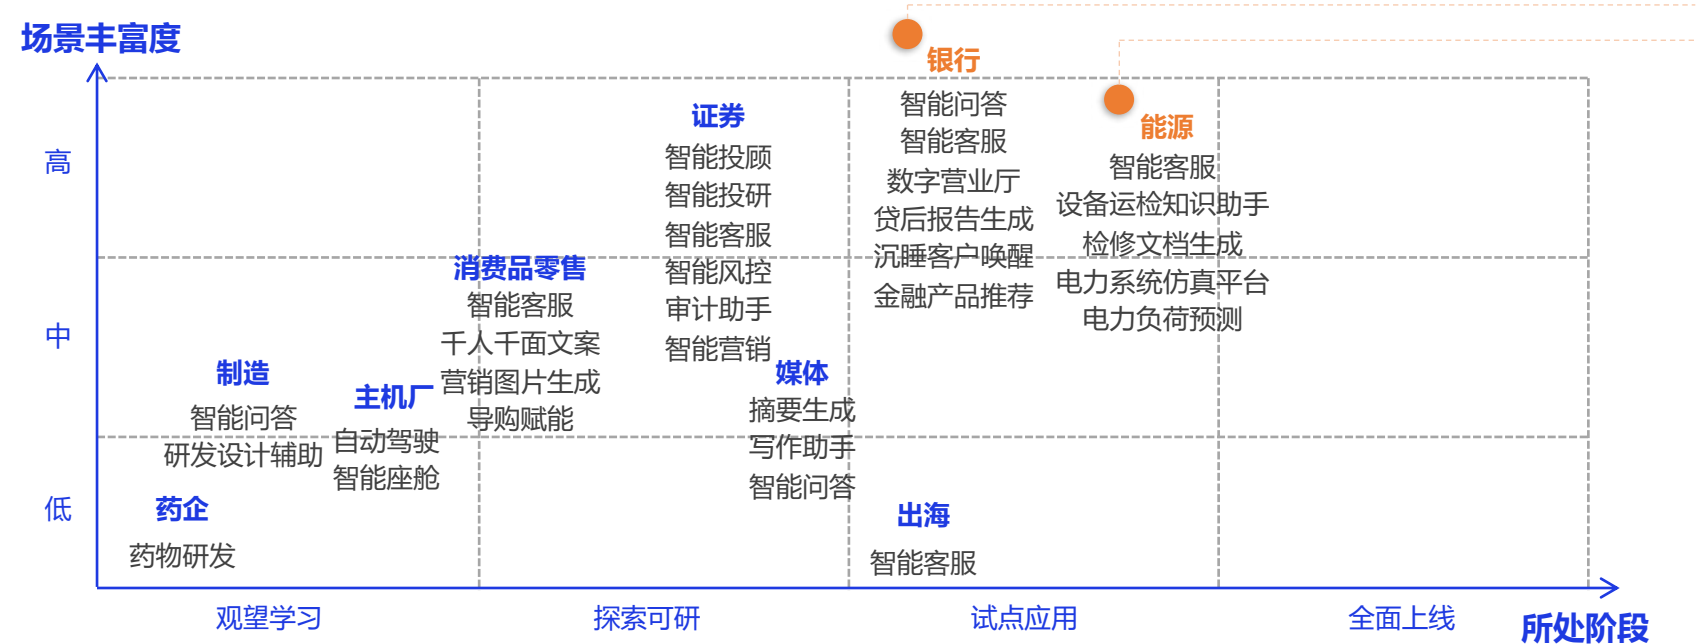 场景丰富度
高
中
低
制造
智能问答
研发设计辅助
药企
药物研发
主机厂
自动驾驶
智能座舱
消费品零售
智能客服
千人千面文案
营销图片生成
导购赋能
证券
智能投顾
智能投研
智能客服
智能风控
审计助手
智能营销
媒体
摘要生成
写作助手
智能问答
银行
智能问答
智能客服
数字营业厅
贷后报告生成
沉睡客户唤醒
金融产品推荐
出海
智能客服
能源
智能客服
设备运检知识助手
检修文档生成
电力系统仿真平台
电力负荷预测
观望学习
探索可研
试点应用
全面上线
所处阶段